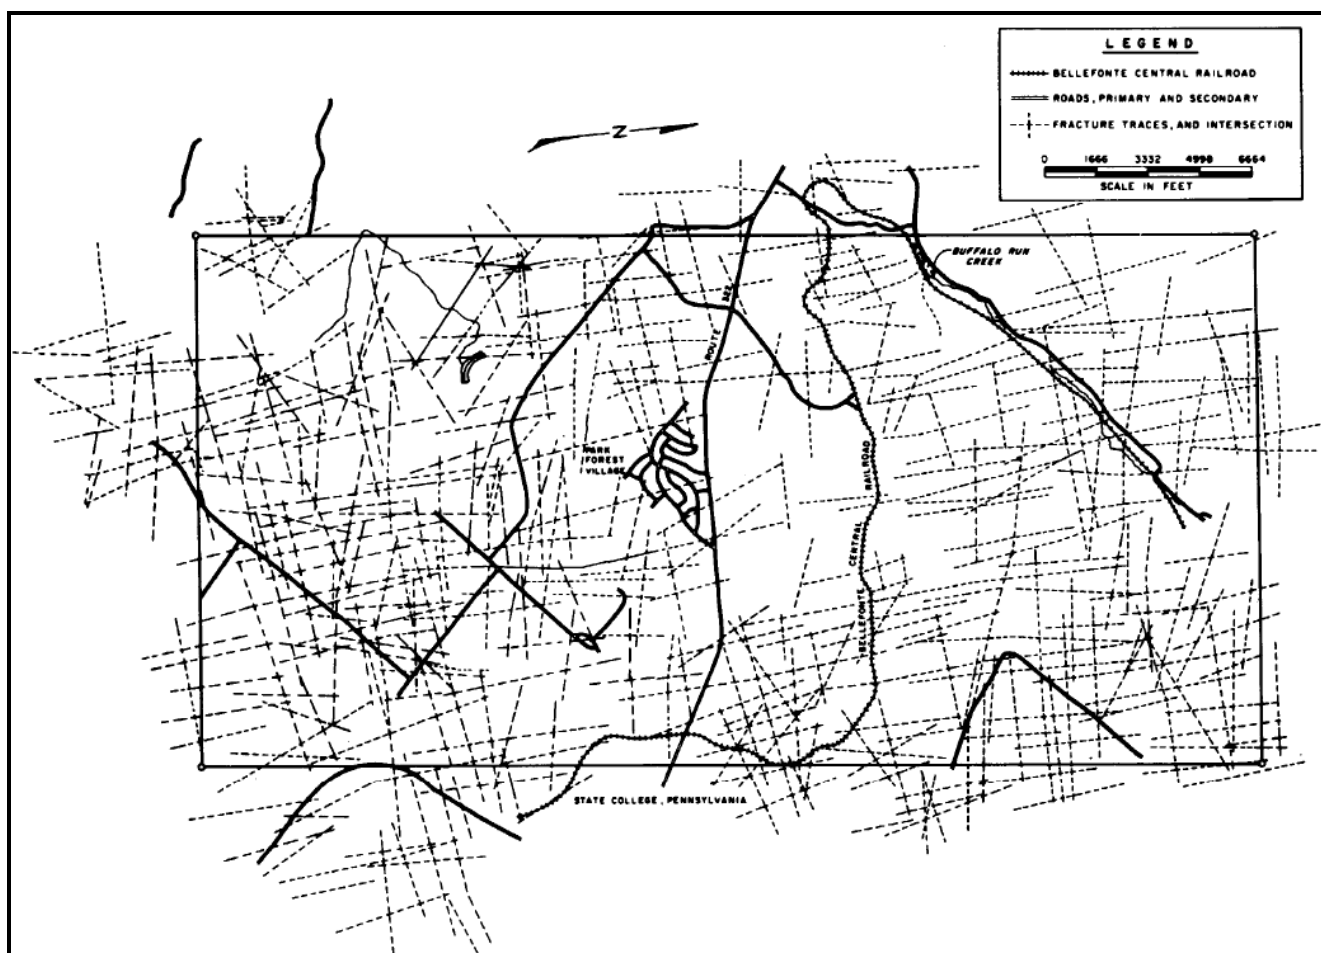 LEGEND
BELLEFONTE CENTRAL RAILROAD
ROADS, PRIMARY AND SECONDARY
FRACTURE TRACES, AND INTERSECTION
0 1666 3332 4998 6664
SCALE IN FEET
N
BUFFALO RUN
CREEK
ROUTE 322
PARK
FOREST
VILLAGE
BELLEFONTE CENTRAL RAILROAD
STATE COLLEGE, PENNSYLVANIA